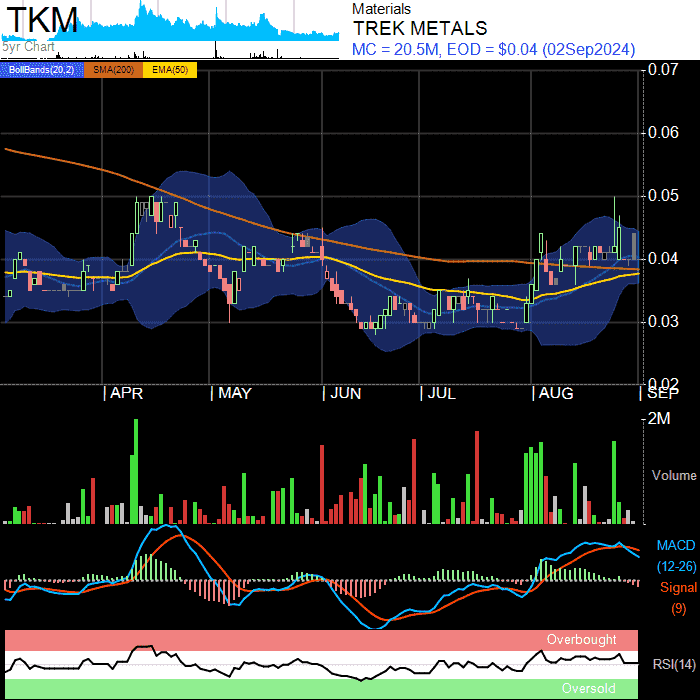 TKM
5yr Chart
Materials
TREK METALS
MC = 20.5M, EOD = $0.04 (02Sep2024)
BollBands(20,2) SMA(200) EMA(50)
0.07
0.06
0.05
0.04
0.03
0.02
APR MAY JUN JUL AUG SEP
2M
Volume
MACD
(12-26)
Signal
(9)
Overbought
RSI(14)
Oversold